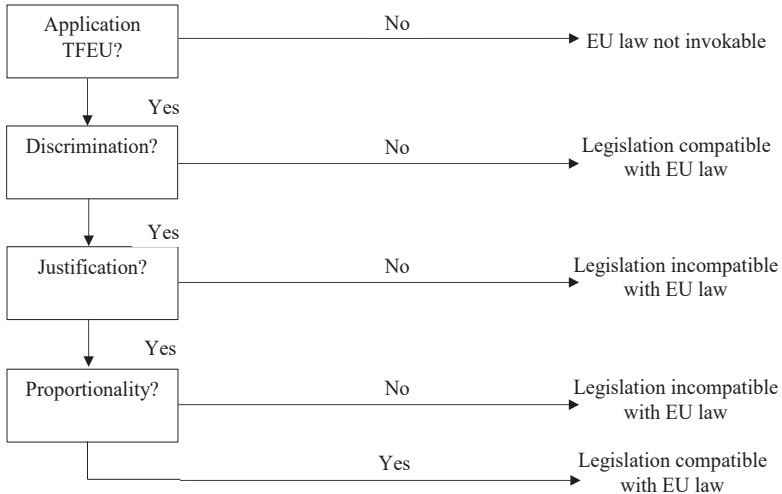 Application
TFEU?
No
EU law not invokable
Yes
Discrimination?
No
Legislation compatible
with EU law
Yes
Justification?
No
Legislation incompatible
with EU law
Yes
Proportionality?
No
Legislation incompatible
with EU law
Yes
Legislation compatible
with EU law